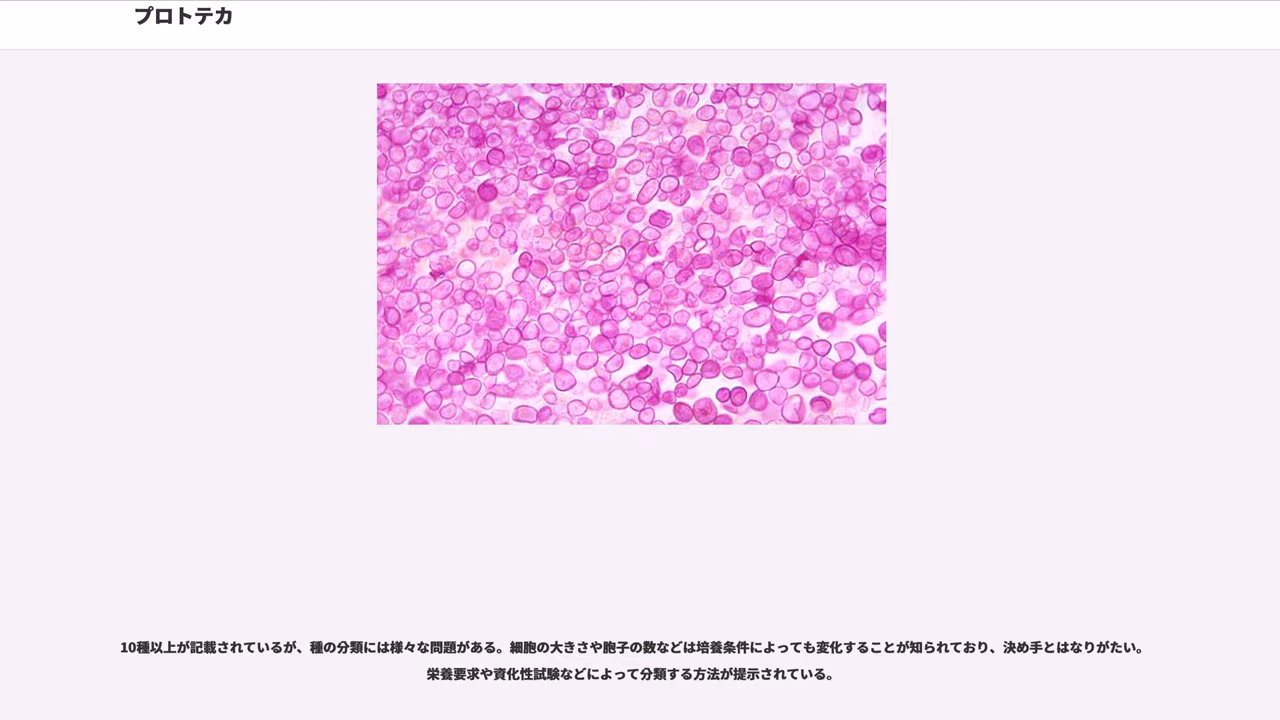 プロトテカ
10種以上が記載されているが、種の分類には様々な問題がある。細胞の大きさや胞子の数などは培養条件によっても変化することが知られており、決め手とはなりがたい。
栄養要求や資化性試験などによって分類する方法が提示されている。